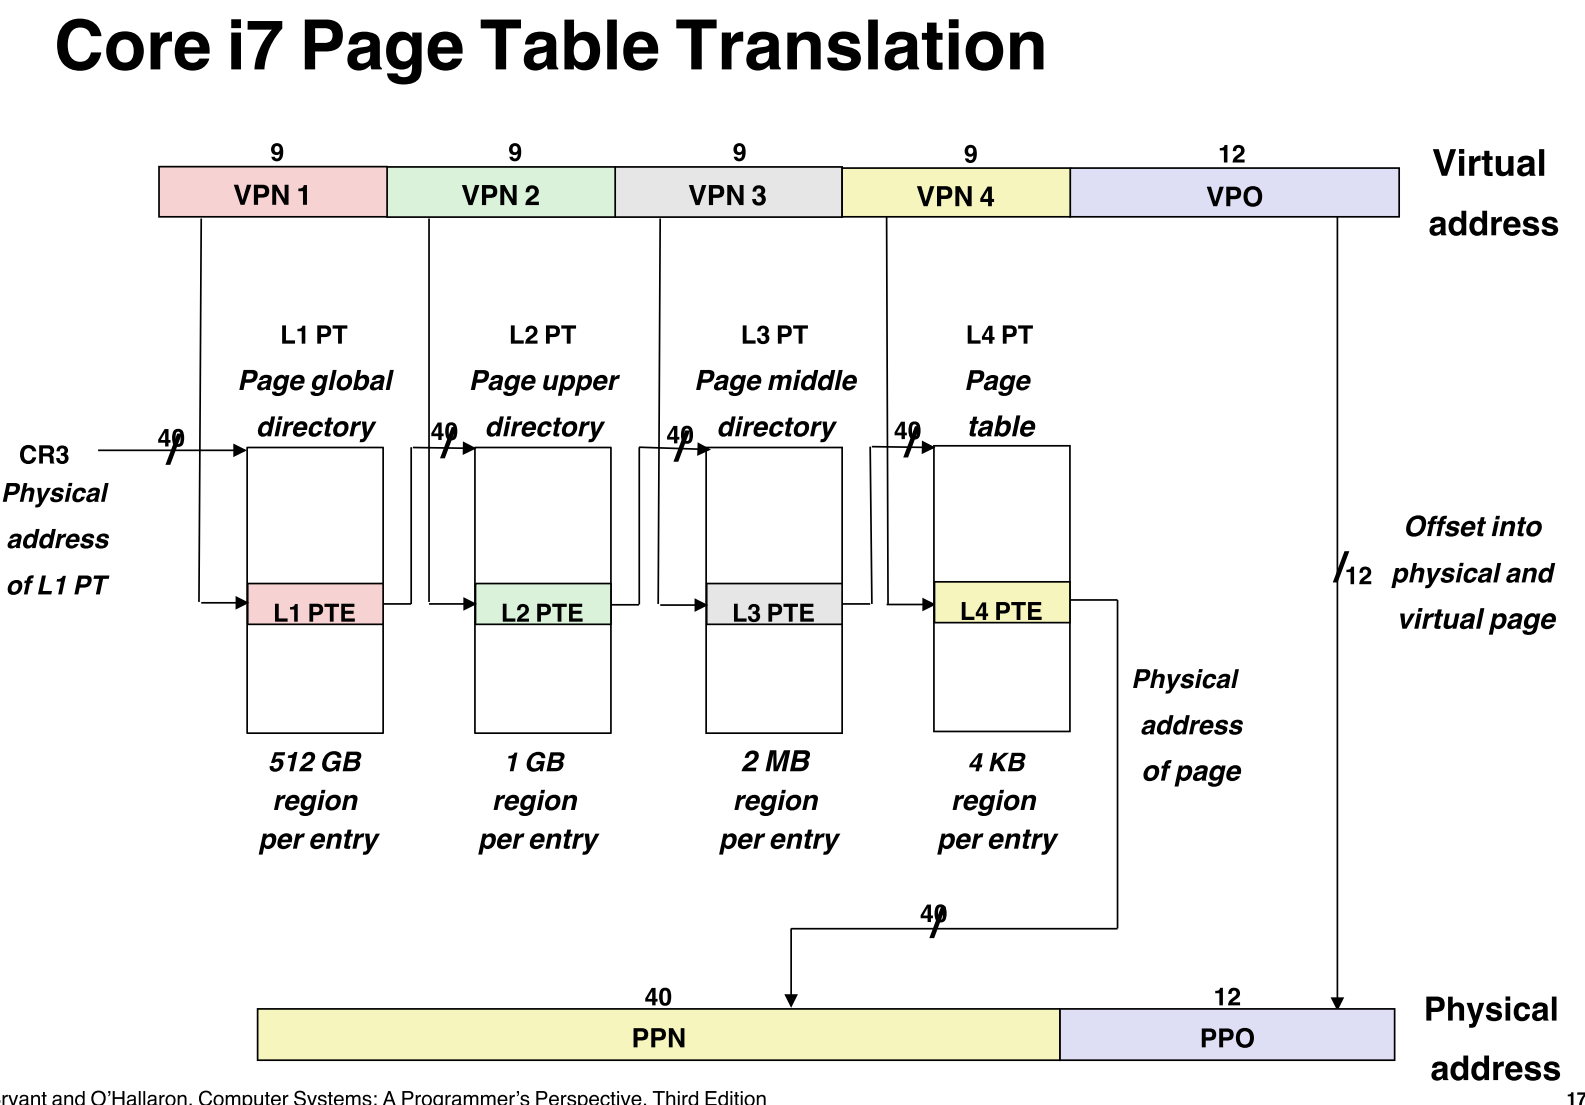 Core i7 Page Table Translation
9 9 9 9 12
VPN 1 VPN 2 VPN 3 VPN 4 VPO
Virtual
address
L1 PT
Page global
directory
L2 PT
Page upper
directory
L3 PT
Page middle
directory
L4 PT
Page
table
40 40 40 40
CR3
Physical
address
of L1 PT
L1 PTE L2 PTE L3 PTE L4 PTE
12
Offset into
physical and
virtual page
512 GB
region
per entry
1 GB
region
per entry
2 MB
region
per entry
4 KB
region
per entry
Physical
address
of page
40
40 12
PPN PPO
Physical
address
and O'Hallaron, Computer Systems: A Programmer's Perspective, Third Edition
17